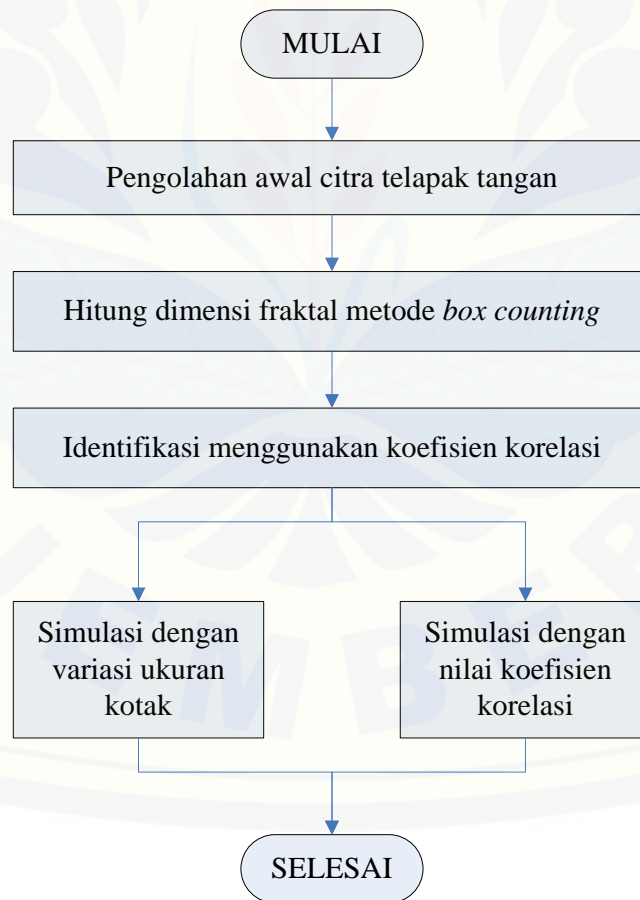 MULAI
Pengolahan awal citra telapak tangan
Hitung dimensi fraktal metode box counting
Identifikasi menggunakan koefisien korelasi
Simulasi dengan
variasi ukuran
kotak
Simulasi dengan
nilai koefisien
korelasi
SELESAI